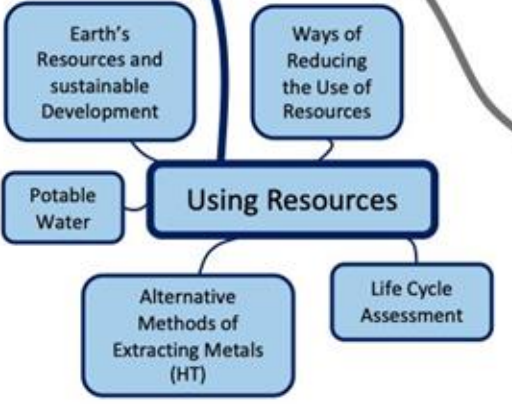 Earth's
Resources and
sustainable
Development
Ways of
Reducing
the Use of
Resources
Potable
Water
Using Resources
Alternative
Methods of
Extracting Metals
(HT)
Life Cycle
Assessment